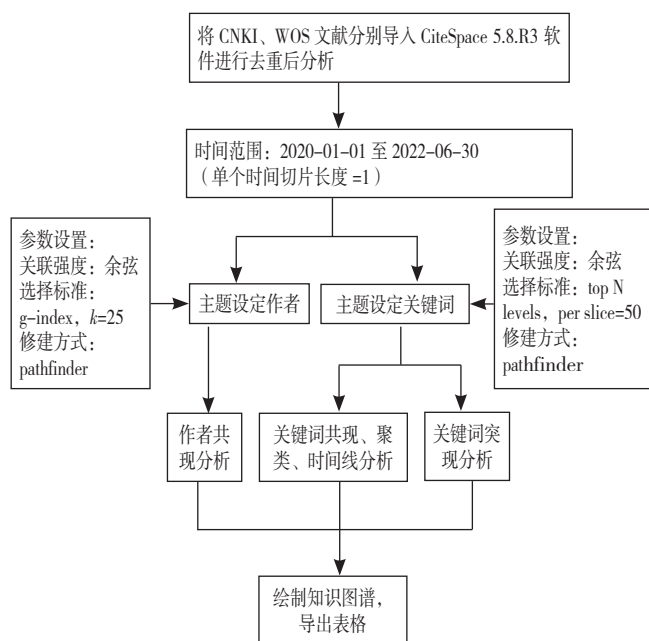 将 CNKI、WOS 文献分别导入 CiteSpace 5.8.R3 软
件进行去重后分析
时间范围：2020-01-01 至 2022-06-30
（单个时间切片长度 =1）
参数设置：
关联强度：余弦
选择标准：
g-index，k=25
修建方式：
pathfinder
主题设定作者
主题设定关键词
参数设置：
关联强度：余弦
选择标准：top N
levels，per slice=50
修建方式：
pathfinder
作者共
现分析
关键词共现、聚
类、时间线分析
关键词突
现分析
绘制知识图谱，
导出表格